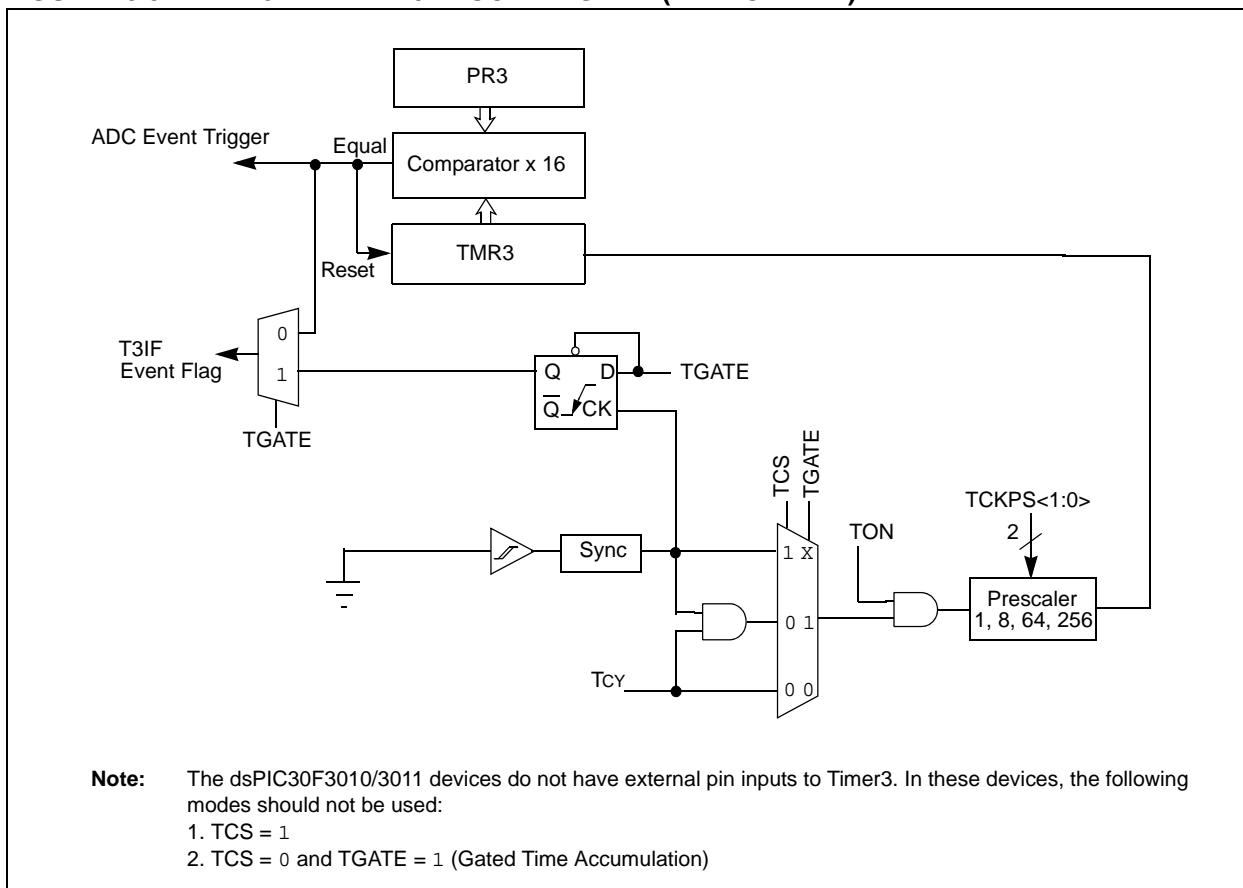 PR3
ADC Event Trigger
Equal
Comparator x 16
TMR3
Reset
0
T3IF
Event Flag
1
TGATE
Q
D
TGATE
Q
CK
TCS
TGATE
TCKPS<1:0>
2
TON
Sync
1 X
Prescaler
1, 8, 64, 256
0 1
TCY
0 0
Note: The dsPIC30F3010/3011 devices do not have external pin inputs to Timer3. In these devices, the following
modes should not be used:
1. TCS = 1
2. TCS = 0 and TGATE = 1 (Gated Time Accumulation)